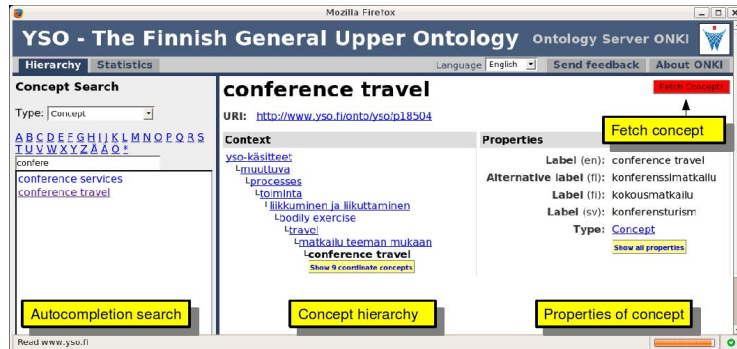 Mozilla Firefox
YSO - The Finnish General Upper Ontology Ontology Server ONKI
Hierarchy Statistics Language English Send feedback About ONKI
Concept Search
Type: Concept
A B C D E F G H I J K L M N O P Q R S
T U V W X Y Z Ä Å Ö *
confere
conference services
conference travel
Autocompletion search
conference travel
Fetch Concept!
URI: http://www.yso.fi/onto/yso/p18504
Fetch concept
Context
yso-käsitteet
muuttuva
processes
toiminta
liikkuminen ja liikuttaminen
bodily exercise
travel
matkailu teeman mukaan
conference travel
Show 9 coordinate concepts
Concept hierarchy
Properties
Label (en): conference travel
Alternative label (fi): konferenssimatkailu
Label (fi): kokousmatkailu
Label (sv): konferensturism
Type: Concept
Show all properties
Properties of concept
Read www.yso.fi